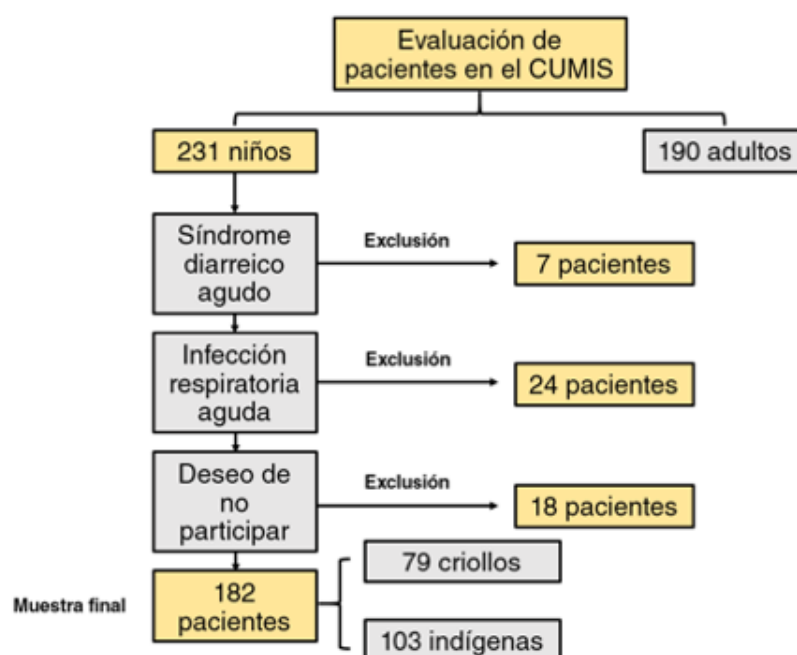 Evaluación de
pacientes en el CUMIS
231 niños
190 adultos
Síndrome
diarreico
agudo
Exclusión
7 pacientes
Infección
respiratoria
aguda
Exclusión
24 pacientes
Deseo de
no
participar
Exclusión
18 pacientes
Muestra final
182
pacientes
79 criollos
103 indígenas